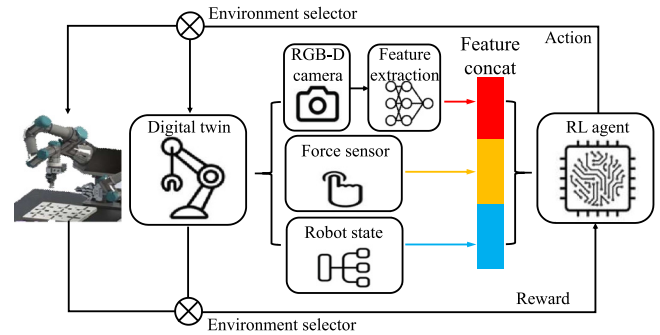 Environment selector
Action
RGB-D
camera
Feature
extraction
Feature
concat
Digital twin
Force sensor
RL agent
Robot state
Reward
Environment selector